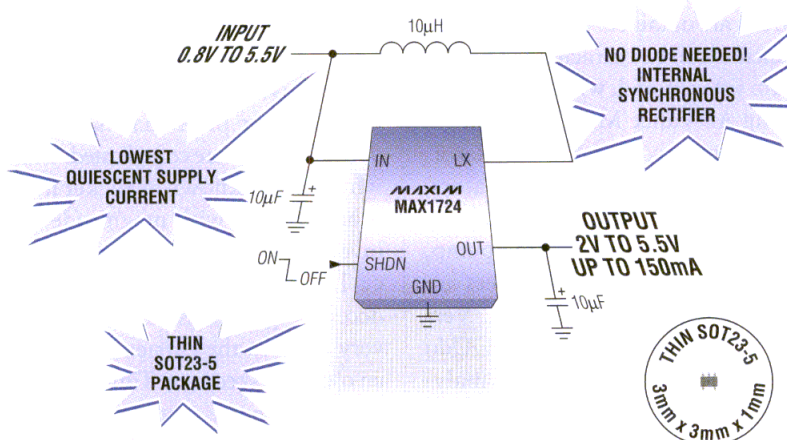 INPUT
0.8V TO 5.5V
10µH
NO DIODE NEEDED!
INTERNAL
SYNCHRONOUS
RECTIFIER
LOWEST
QUIESCENT SUPPLY
CURRENT
10µF
+
IN
LX
MAXIM
MAX1724
OUT
SHDN
GND
ON
OFF
OUTPUT
2V TO 5.5V
UP TO 150mA
+
10µF
THIN
SOT23-5
PACKAGE
THIN SOT23-5
3mm x 3mm x 1mm